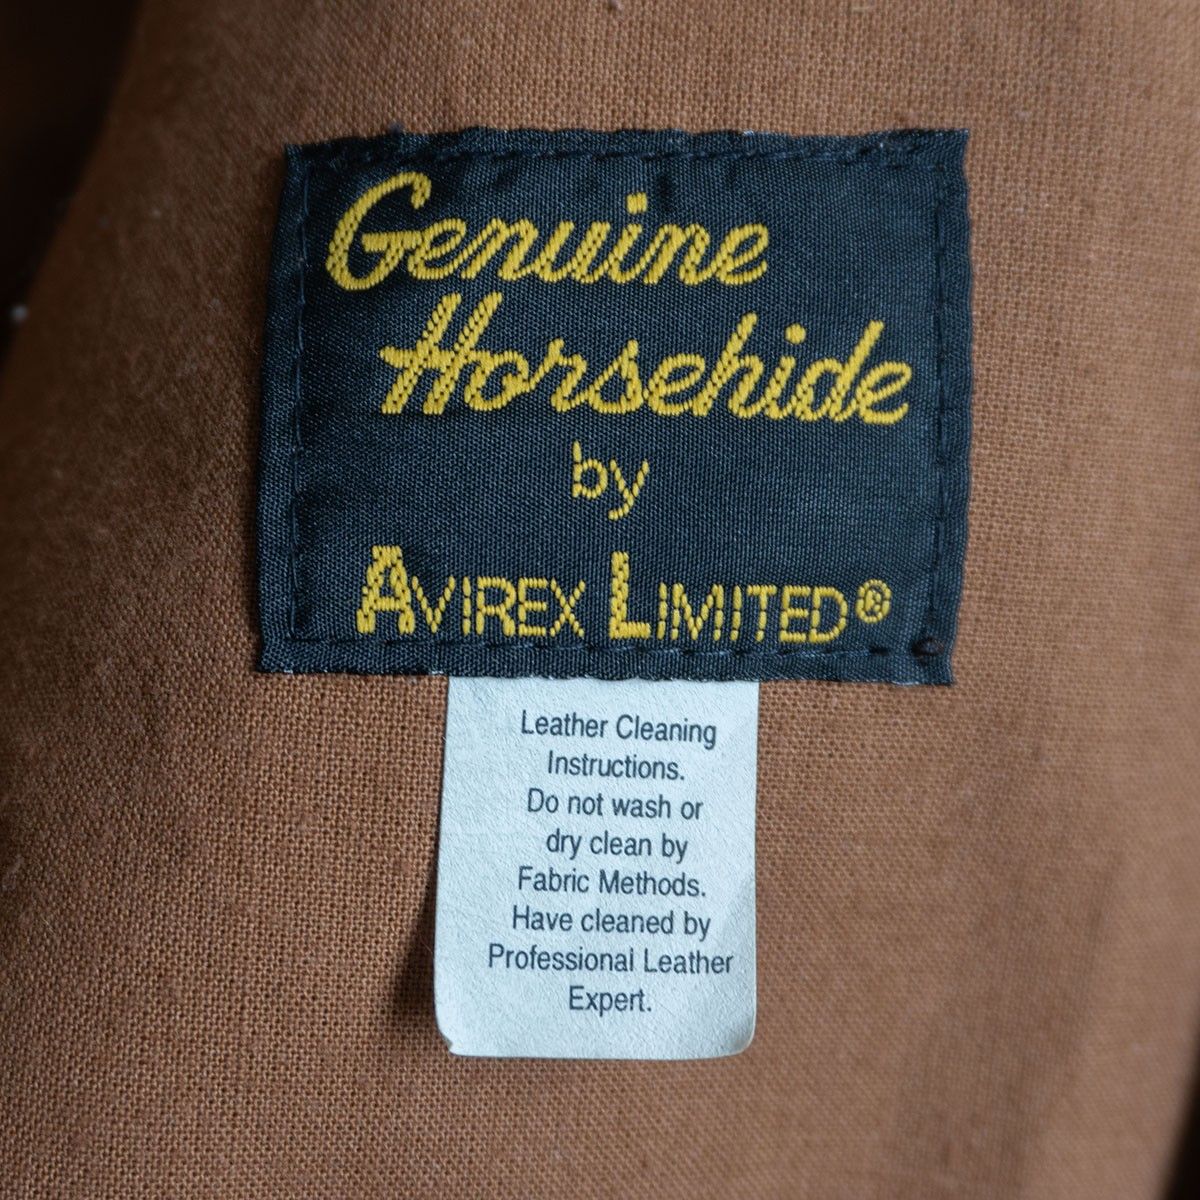 Genuine
Horsehide
by
AVIREX LIMITED®
Leather Cleaning
Instructions.
Do not wash or
dry clean by
Fabric Methods.
Have cleaned by
Professional Leather
Expert.